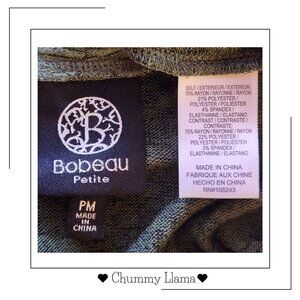 B
Bobeau
Petite
PM
MADE
IN
CHINA
SELF / EXTERIEUR / EXTERIOR:
75% RAYON / RAYONNE / RAYON
21% POLYESTER /
POLYESTER / POLIÉSTER
4% SPANDEX /
ELASTHANNE / ELASTANO
CONTRAST / CONTRASTE /
CONTRASTE:
75% RAYON / RAYONNE / RAYON
22% POLYESTER /
POLYESTER / POLIÉSTER
3% SPANDEX /
ELASTHANNE / ELASTANO
MADE IN CHINA
FABRIQUE AUX CHINE
HECHO EN CHINA
RN#105243
♥ Chummy Llama ♥